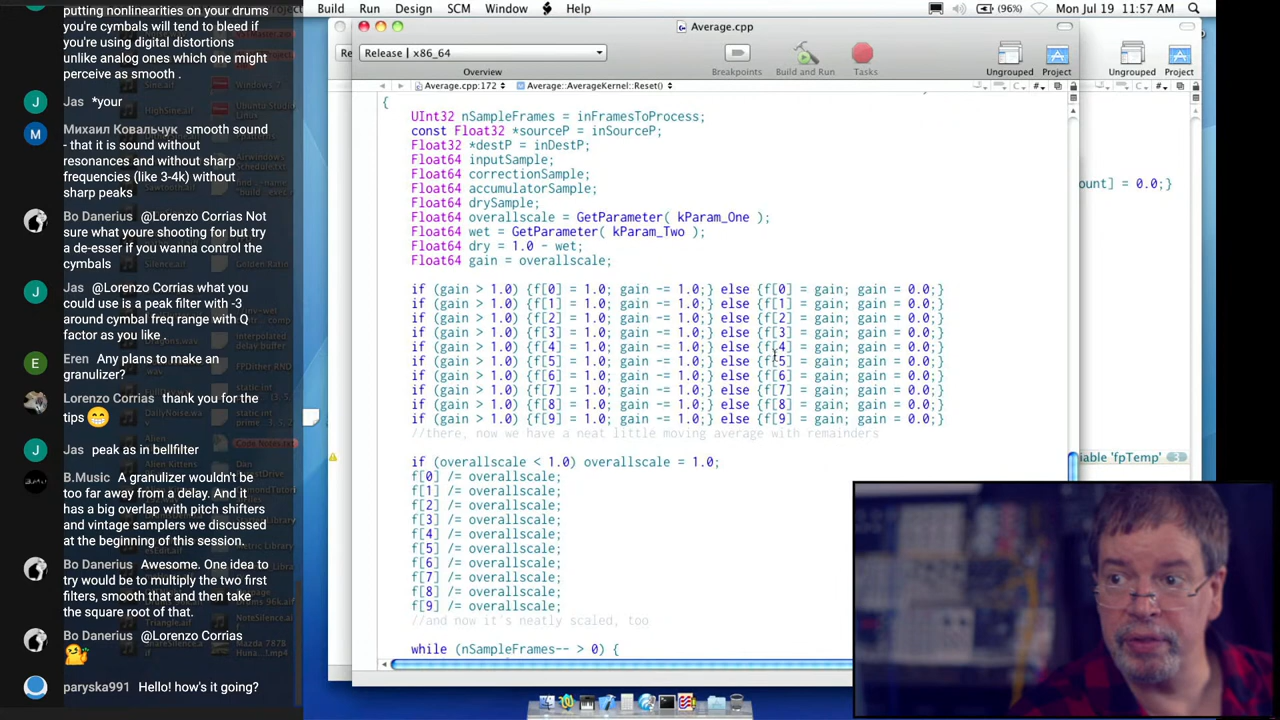 putting nonlinearities on your drums
you're cymbals will tend to bleed if
you're using digital distortions
unlike analog ones which one might
perceive as smooth .
Jas *your
Михаил Ковальчук smooth sound
- that it is sound without
resonances and without sharp
frequencies (like 3-4k) without
sharp peaks
Bo Danerius @Lorenzo Corrias Not
sure what youre shooting for but try
a de-esser if you wanna control the
cymbals
Jas @Lorenzo Corrias what you
could use is a peak filter with -3
around cymbal freq range with Q
factor as you like .
Eren Any plans to make an
granulizer?
Lorenzo Corrias thank you for the
tips
Jas peak as in bellfilter
B.Music A granulizer wouldn't be
too far away from a delay. And it
has a big overlap with pitch shifters
and vintage samplers we discussed
at the beginning of this session.
Bo Danerius Awesome. One idea to
try would be to multiply the two first
filters, smooth that and then take
the square root of that.
Bo Danerius @Lorenzo Corrias
paryska991 Hello! how's it going?
Build Run Design SCM Window Help
(96%) Mon Jul 19 11:57 AM
Average.cpp
Re
Release | x86_64
Overview
Breakpoints
Build and Run
Tasks
Ungrouped
Project
Ungrouped
Project
Average.cpp:172
Average::AverageKernel::Reset()
{
UInt32 nSampleFrames = inFramesToProcess;
const Float32 *sourceP = inSourceP;
Float32 *destP = inDestP;
Float64 inputSample;
Float64 correctionSample;
Float64 accumulatorSample;
Float64 drySample;
Float64 overallscale = GetParameter( kParam_One );
Float64 wet = GetParameter( kParam_Two );
Float64 dry = 1.0 - wet;
Float64 gain = overallscale;
if (gain > 1.0) {f[0] = 1.0; gain -= 1.0;} else {f[0] = gain; gain = 0.0;}
if (gain > 1.0) {f[1] = 1.0; gain -= 1.0;} else {f[1] = gain; gain = 0.0;}
if (gain > 1.0) {f[2] = 1.0; gain -= 1.0;} else {f[2] = gain; gain = 0.0;}
if (gain > 1.0) {f[3] = 1.0; gain -= 1.0;} else {f[3] = gain; gain = 0.0;}
if (gain > 1.0) {f[4] = 1.0; gain -= 1.0;} else {f[4] = gain; gain = 0.0;}
if (gain > 1.0) {f[5] = 1.0; gain -= 1.0;} else {f[5] = gain; gain = 0.0;}
if (gain > 1.0) {f[6] = 1.0; gain -= 1.0;} else {f[6] = gain; gain = 0.0;}
if (gain > 1.0) {f[7] = 1.0; gain -= 1.0;} else {f[7] = gain; gain = 0.0;}
if (gain > 1.0) {f[8] = 1.0; gain -= 1.0;} else {f[8] = gain; gain = 0.0;}
if (gain > 1.0) {f[9] = 1.0; gain -= 1.0;} else {f[9] = gain; gain = 0.0;}
//there, now we have a neat little moving average with remainders
if (overallscale < 1.0) overallscale = 1.0;
f[0] /= overallscale;
f[1] /= overallscale;
f[2] /= overallscale;
f[3] /= overallscale;
f[4] /= overallscale;
f[5] /= overallscale;
f[6] /= overallscale;
f[7] /= overallscale;
f[8] /= overallscale;
f[9] /= overallscale;
//and now it's neatly scaled, too
while (nSampleFrames-- > 0) {
ount] = 0.0;}
iable 'fpTemp'